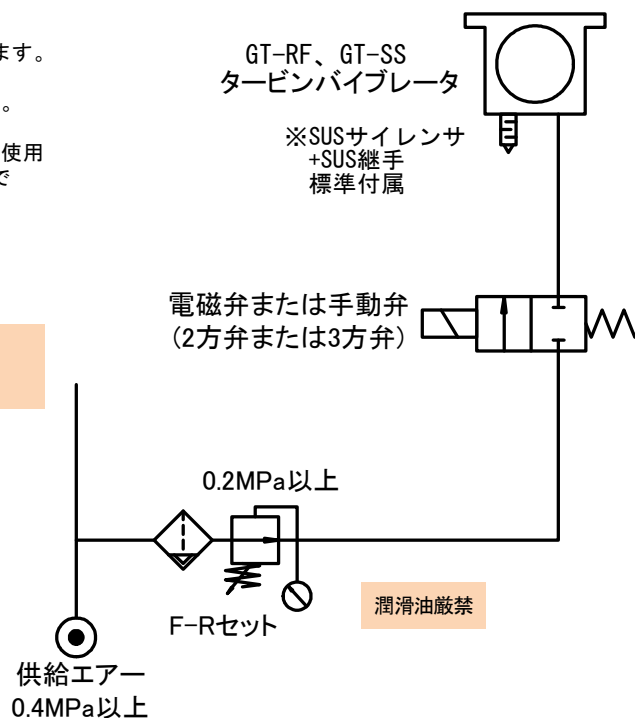 ます。
。
使用
で
GT-RF、GT-SS
タービンバイブレータ
※SUSサイレンサ
+SUS継手
標準付属
電磁弁または手動弁
(2方弁または3方弁)
0.2MPa以上
F-Rセット
潤滑油厳禁
供給エアー
0.4MPa以上